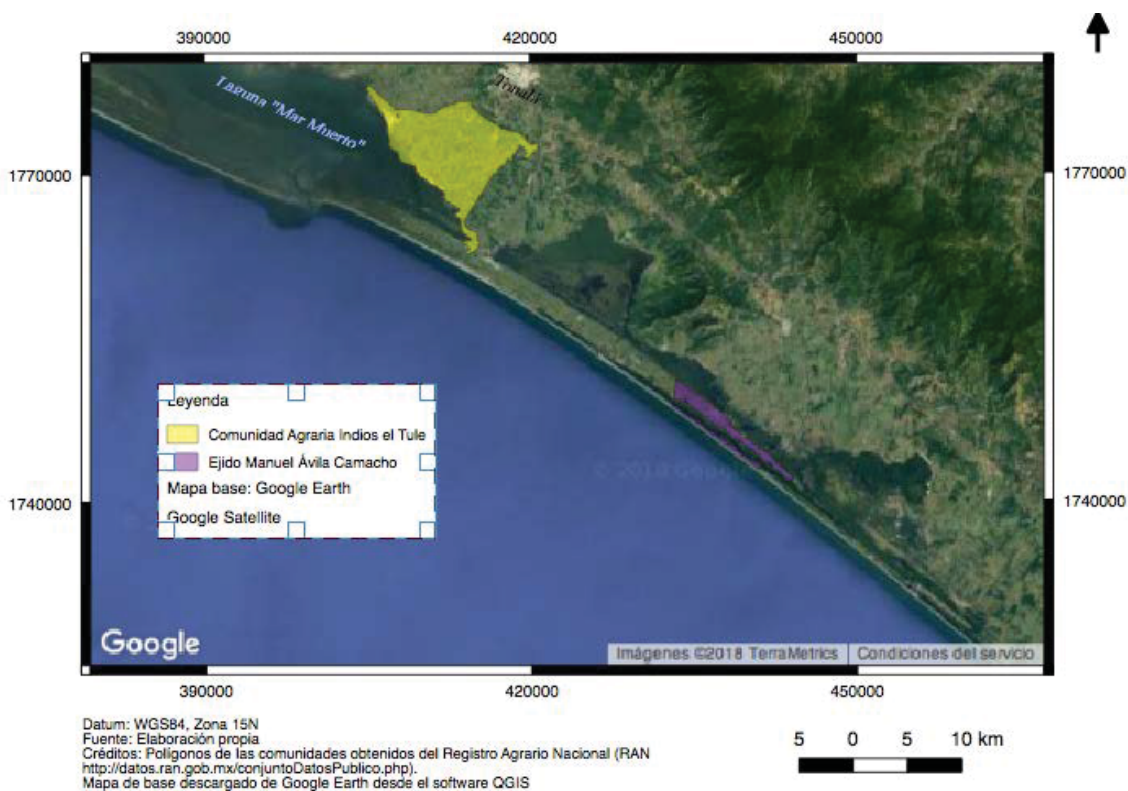 390000 420000 450000
Laguna "Mar Muerto"
Tonalá
1770000 1770000
Leyenda
Comunidad Agraria Indios el Tule
Ejido Manuel Ávila Camacho
Mapa base: Google Earth
Google Satellite
1740000 1740000
Google
Imágenes ©2018 TerraMetrics Condiciones del servicio
390000 420000 450000
Datum: WGS84, Zona 15N
Fuente: Elaboración propia
Créditos: Polígonos de las comunidades obtenidos del Registro Agrario Nacional (RAN
http://datos.ran.gob.mx/conjuntoDatosPublico.php).
Mapa de base descargado de Google Earth desde el software QGIS
5 0 5 10 km